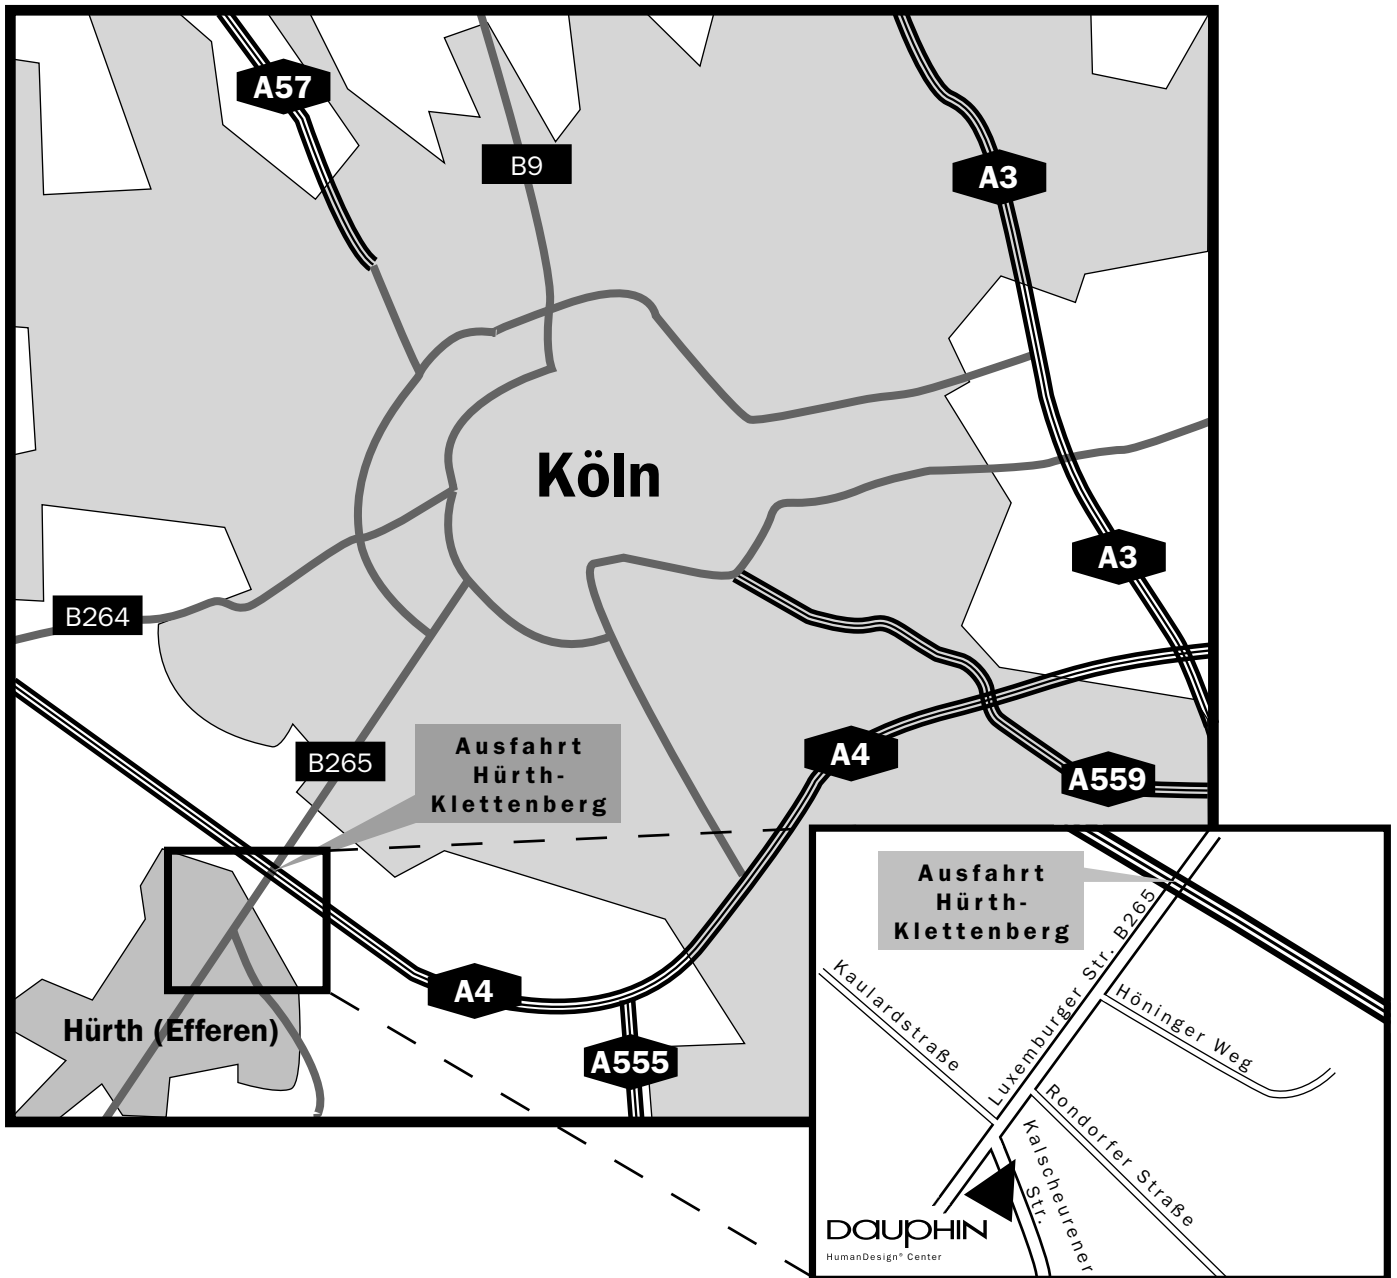 A57
B9
A3
Köln
A3
B264
B265
Ausfahrt
Hürth-
Klettenberg
A4
A559
A4
Hürth (Efferen)
A555
Ausfahrt
Hürth-
Klettenberg
Luxemburger Str. B265
Kaulardstraße
Höninger Weg
Rondorfer Straße
Kalscheurener
Str.
DAUPHIN
HumanDesign® Center